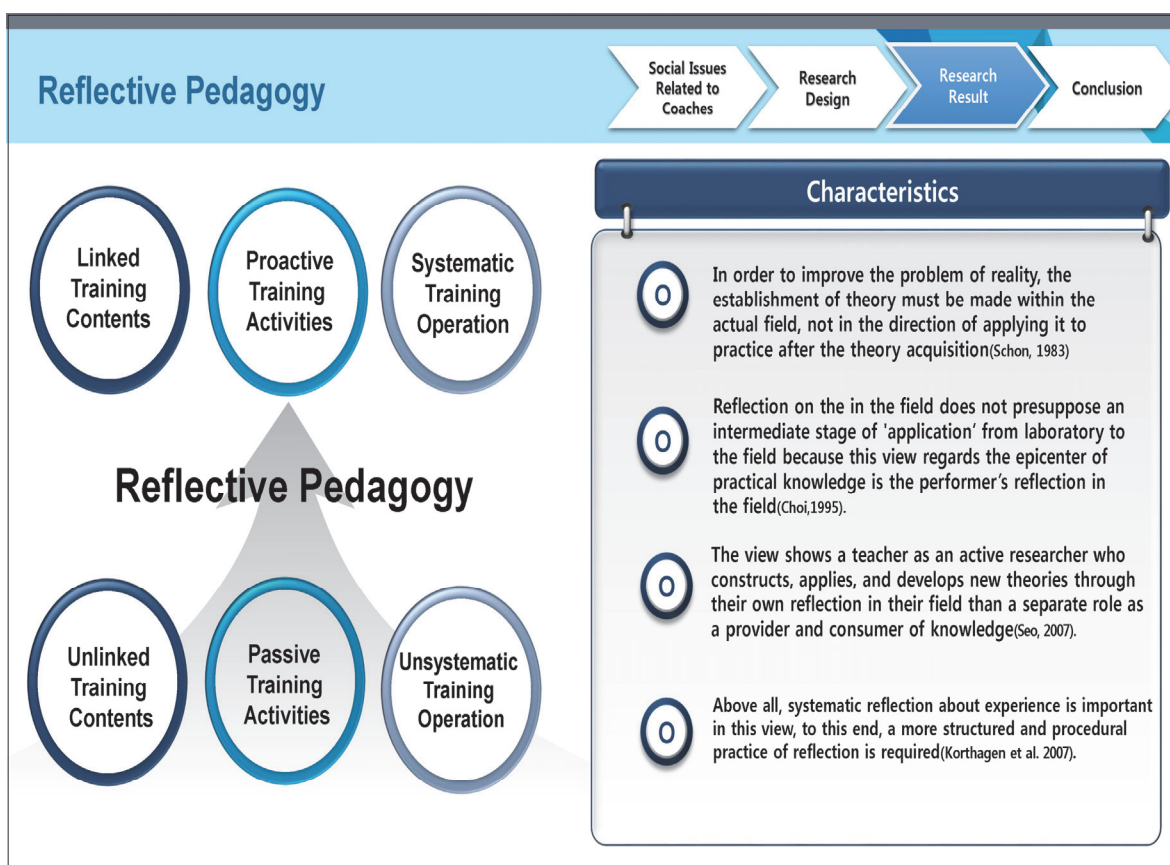 Reflective Pedagogy
Social Issues
Related to
Coaches
Research
Design
Research
Result
Conclusion
Linked
Training
Contents
Proactive
Training
Activities
Systematic
Training
Operation
Reflective Pedagogy
Unlinked
Training
Contents
Passive
Training
Activities
Unsystematic
Training
Operation
Characteristics
O In order to improve the problem of reality, the
establishment of theory must be made within the
actual field, not in the direction of applying it to
practice after the theory acquisition(Schon, 1983)
O Reflection on the in the field does not presuppose an
intermediate stage of 'application' from laboratory to
the field because this view regards the epicenter of
practical knowledge is the performer's reflection in
the field(Choi,1995).
O The view shows a teacher as an active researcher who
constructs, applies, and develops new theories through
their own reflection in their field than a separate role as
a provider and consumer of knowledge(Seo, 2007).
O Above all, systematic reflection about experience is important
in this view, to this end, a more structured and procedural
practice of reflection is required(Korthagen et al. 2007).